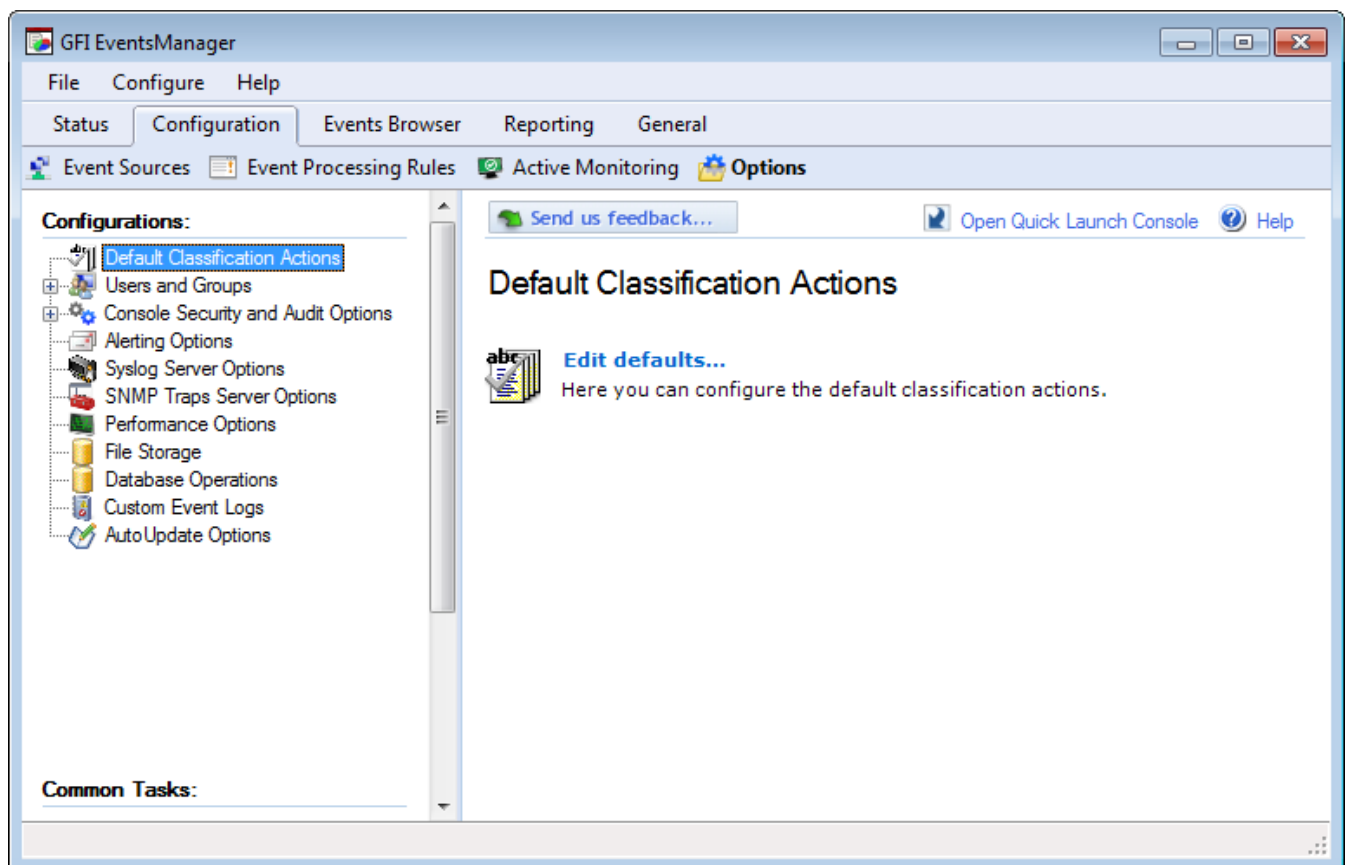 GFI EventsManager
File Configure Help
Status Configuration Events Browser Reporting General
Event Sources Event Processing Rules Active Monitoring Options
Configurations:
Default Classification Actions
Users and Groups
Console Security and Audit Options
Alerting Options
Syslog Server Options
SNMP Traps Server Options
Performance Options
File Storage
Database Operations
Custom Event Logs
AutoUpdate Options
Common Tasks:
Send us feedback... Open Quick Launch Console Help
Default Classification Actions
abc
Edit defaults...
Here you can configure the default classification actions.